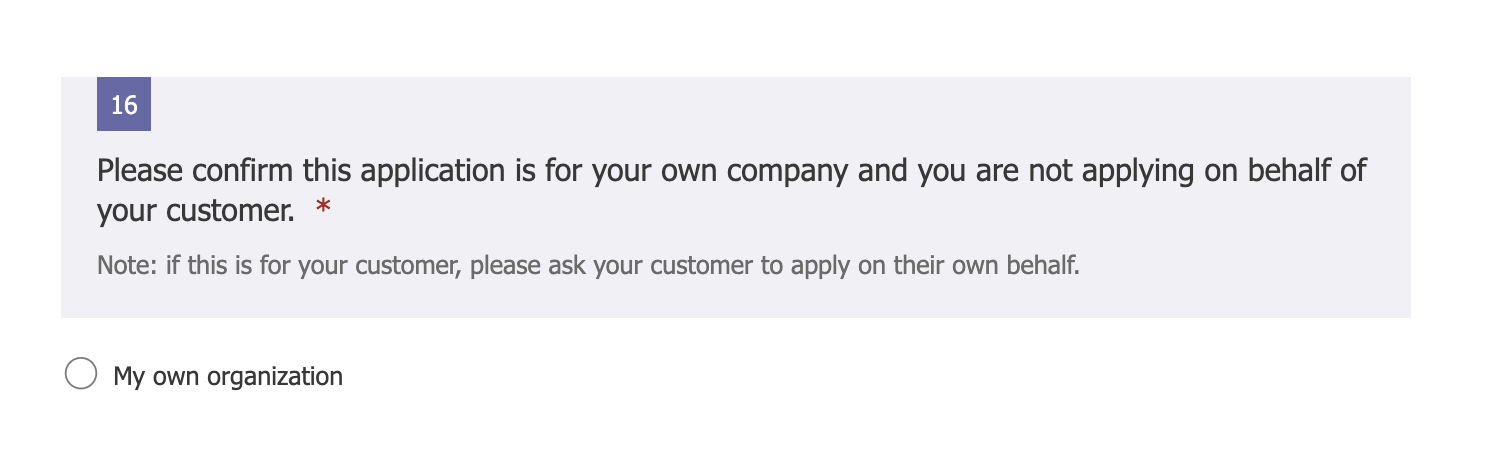 16
Please confirm this application is for your own company and you are not applying on behalf of
your customer. *
Note: if this is for your customer, please ask your customer to apply on their own behalf.
My own organization